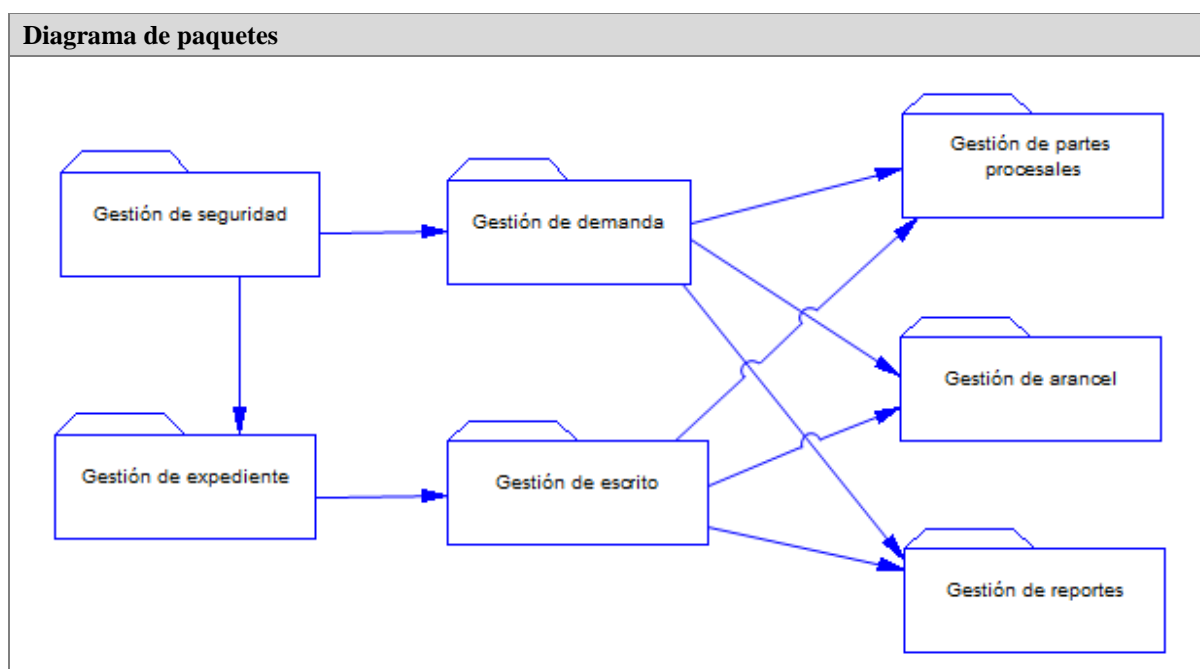 Diagrama de paquetes
Gestión de partes
procesales
Gestión de seguridad
Gestión de demanda
Gestión de arancel
Gestión de expediente
Gestión de escrito
Gestión de reportes